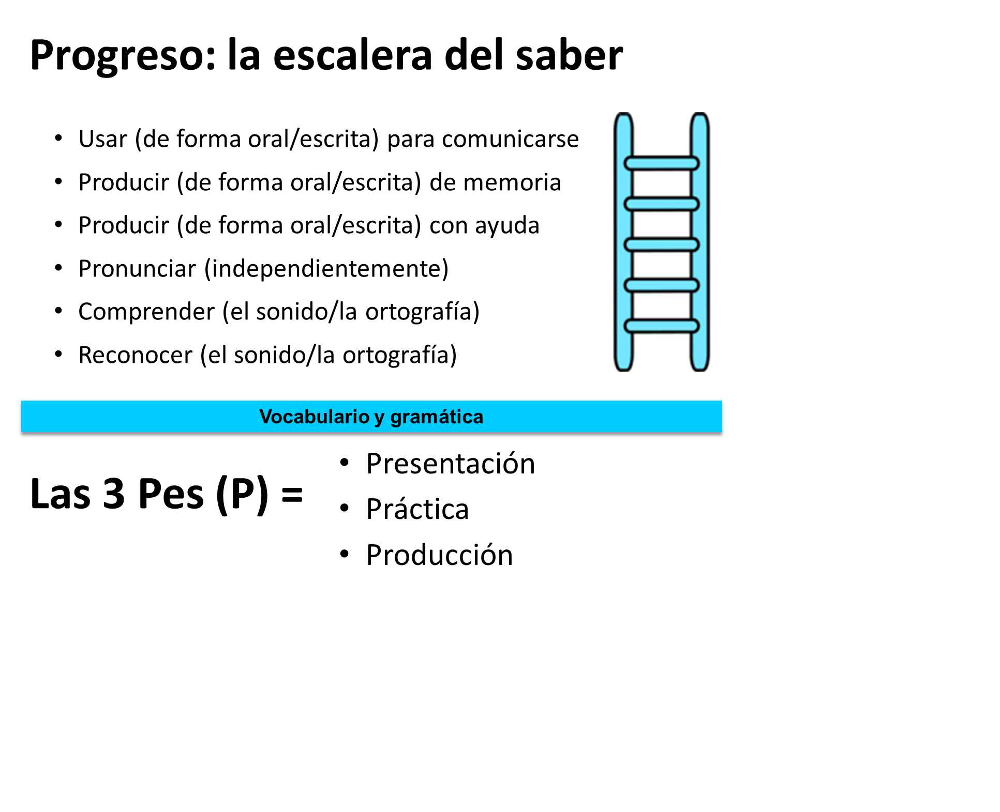 Progreso: la escalera del saber
• Usar (de forma oral/escrita) para comunicarse
• Producir (de forma oral/escrita) de memoria
• Producir (de forma oral/escrita) con ayuda
• Pronunciar (independientemente)
• Comprender (el sonido/la ortografía)
• Reconocer (el sonido/la ortografía)
Vocabulario y gramática
Las 3 Pes (P) =
• Presentación
• Práctica
• Producción